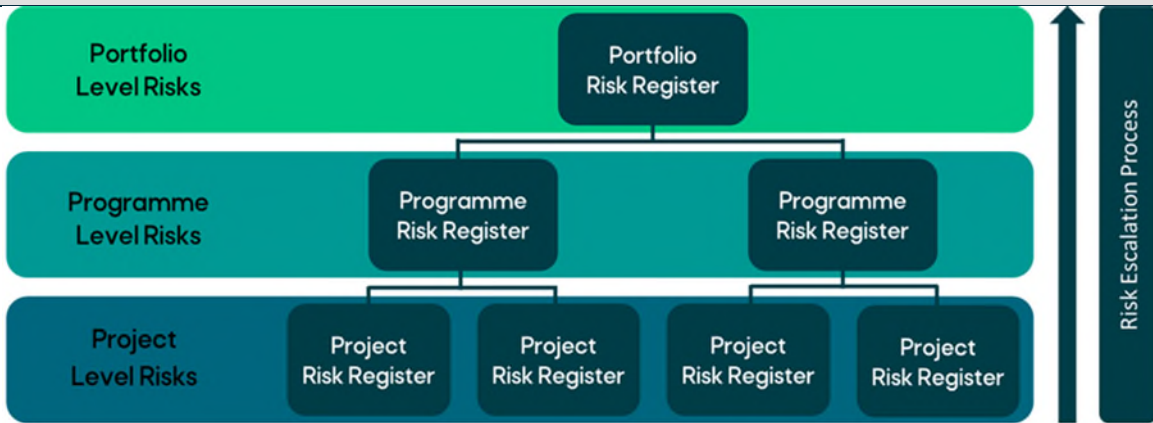 Portfolio
Level Risks
Portfolio
Risk Register
Programme
Level Risks
Programme
Risk Register
Programme
Risk Register
Project
Level Risks
Project
Risk Register
Project
Risk Register
Project
Risk Register
Project
Risk Register
Risk Escalation Process